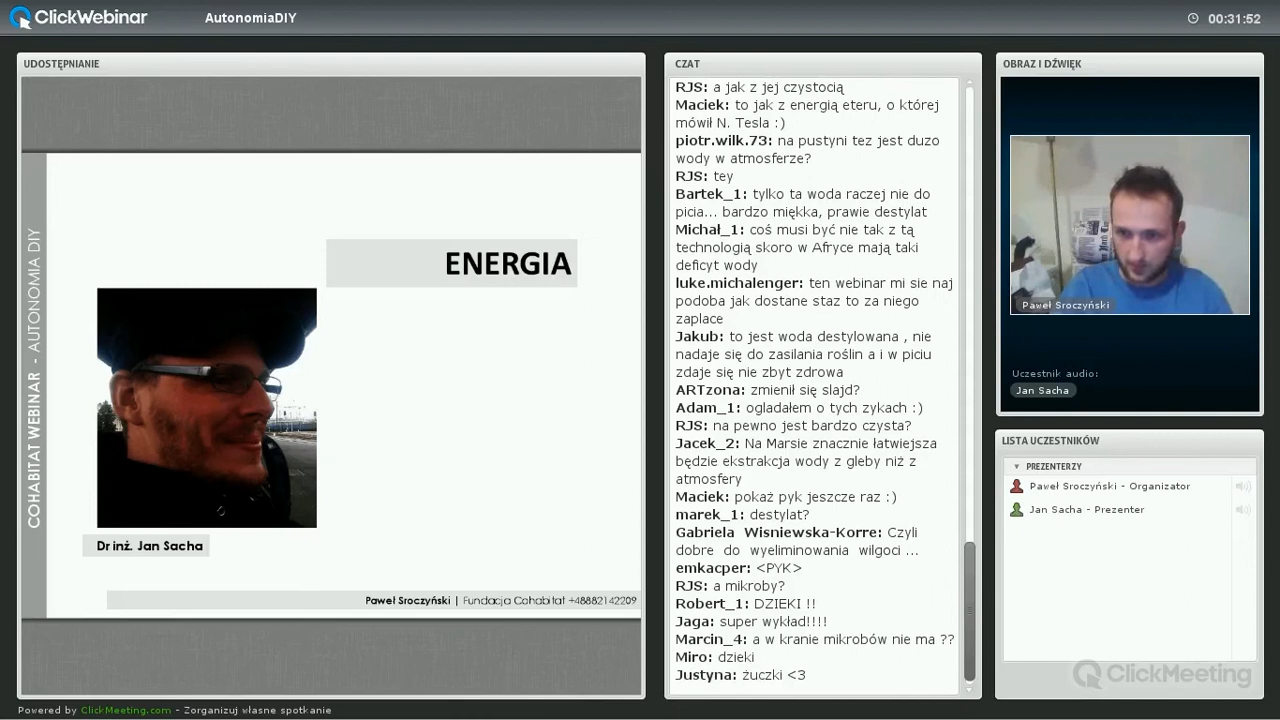 ClickWebinar
AutonomiaDIY
00:31:52
UDOSTĘPNIANIE
COHABITAT WEBINAR - AUTONOMIA DIY
ENERGIA
Dr inż. Jan Sacha
Paweł Sroczyński | Fundacja Cohabitat +48882142209
CZAT
RJS: a jak z jej czystocią
Maciek: to jak z energią eteru, o której
mówił N. Tesla :)
piotr.wilk.73: na pustyni tez jest duzo
wody w atmosferze?
RJS: tey
Bartek_1: tylko ta woda raczej nie do
picia... bardzo miękka, prawie destylat
Michał_1: coś musi być nie tak z tą
technologią skoro w Afryce mają taki
deficyt wody
luke.michalenger: ten webinar mi sie naj
podoba jak dostane staz to za niego
zaplace
Jakub: to jest woda destylowana , nie
nadaje się do zasilania roślin a i w piciu
zdaje się nie zbyt zdrowa
ARTzona: zmienił się slajd?
Adam_1: ogladałem o tych zykach :)
RJS: na pewno jest bardzo czysta?
Jacek_2: Na Marsie znacznie łatwiejsza
będzie ekstrakcja wody z gleby niż z
atmosfery
Maciek: pokaż pyk jeszcze raz :)
marek_1: destylat?
Gabriela Wisniewska-Korre: Czyli
dobre do wyeliminowania wilgoci ...
emkacper: <PYK>
RJS: a mikroby?
Robert_1: DZIEKI !!
Jaga: super wykład!!!!
Marcin_4: a w kranie mikrobów nie ma ??
Miro: dzieki
Justyna: żuczki <3
OBRAZ I DŹWIĘK
Paweł Sroczyński
Uczestnik audio:
Jan Sacha
LISTA UCZESTNIKÓW
PREZENTERZY
Paweł Sroczyński - Organizator
Jan Sacha - Prezenter
ClickMeeting
Powered by ClickMeeting.com - Zorganizuj własne spotkanie